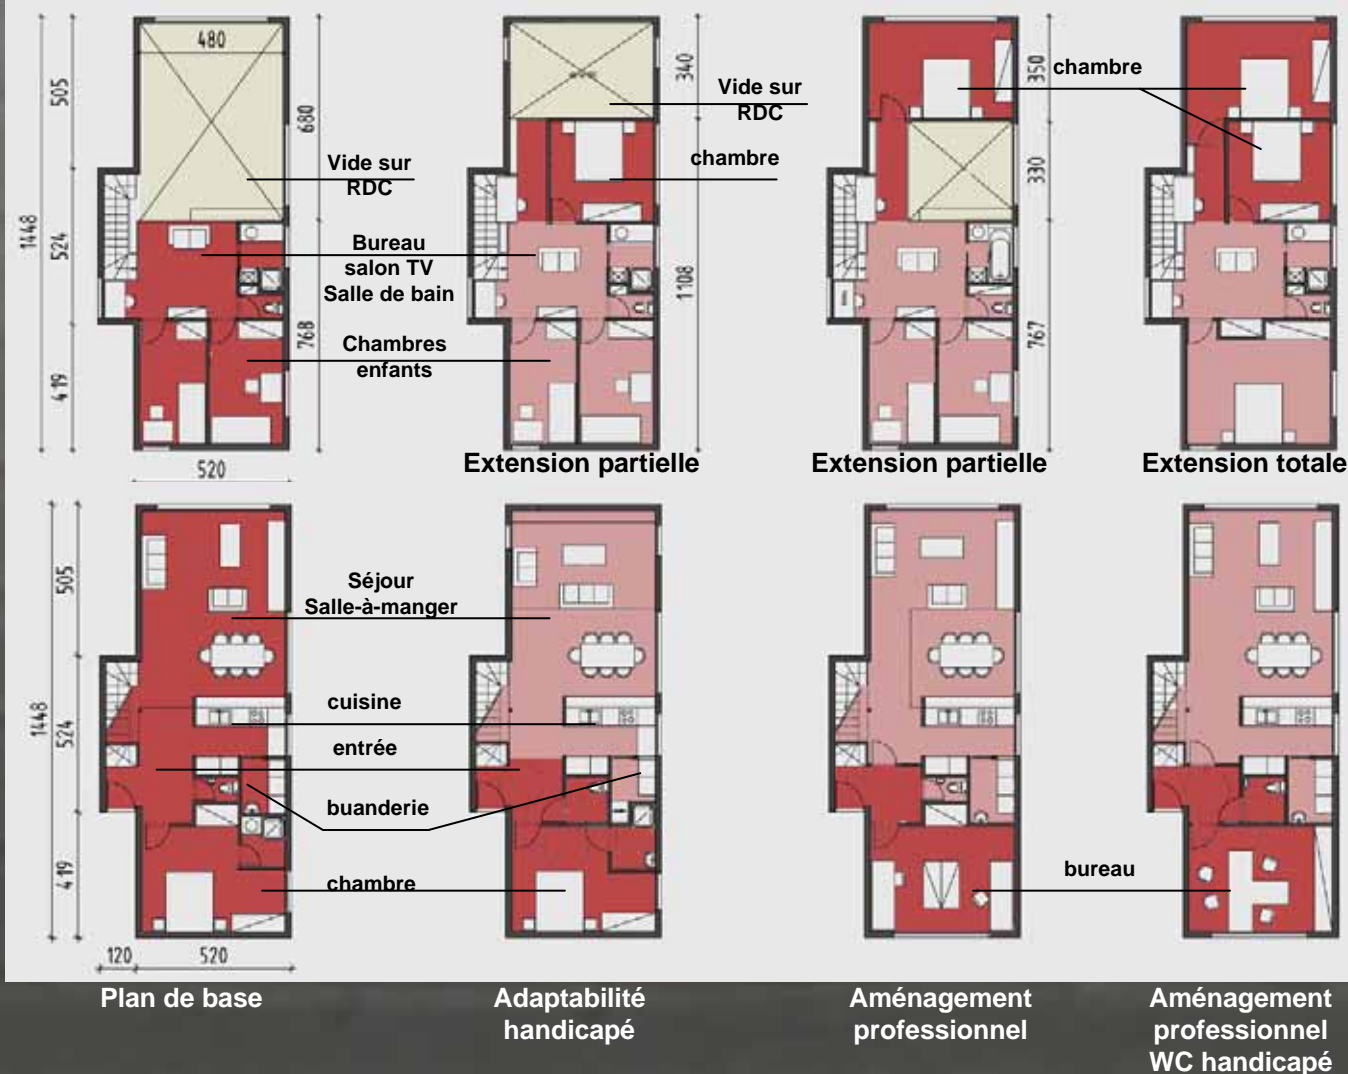 480
505
680
1448
524
768
419
520
Vide sur
RDC
Bureau
salon TV
Salle de bain
Chambres
enfants
340
1108
Vide sur
RDC
chambre
Extension partielle
350
330
767
chambre
Extension partielle
Extension totale
505
1448
524
419
120
520
Séjour
Salle-à-manger
cuisine
entrée
buanderie
chambre
bureau
Plan de base
Adaptabilité
handicapé
Aménagement
professionnel
Aménagement
professionnel
WC handicapé